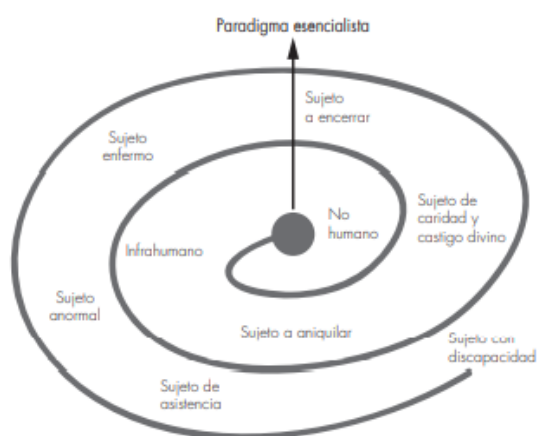 Paradigma esencialista
Sujeto
a encerrar
Sujeto
enfermo
Sujeto de
caridad y
castigo divino
No
humano
Infrahumano
Sujeto
anormal
Sujeto a aniquilar
Sujeto con
discapacidad
Sujeto de
asistencia